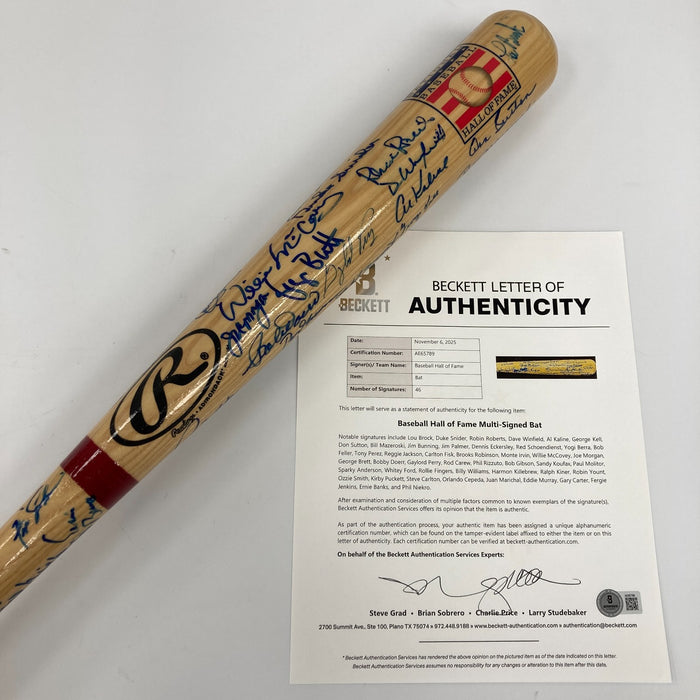 BASEBALL
HALL OF FAME
Don Sutton
D Winfield
Al Kaline
Willie McCovey
Gaylord Perry
R
BECKETT LETTER OF
AUTHENTICITY
B
BECKETT
Date: November 6, 2025
Certification Number: AE65789
Signer(s)/ Team Name: Baseball Hall of Fame
Item: Bat
Number of Signatures: 46
This letter will serve as a statement of authenticity for the following item:
Baseball Hall of Fame Multi-Signed Bat
Notable signatures include Lou Brock, Duke Snider, Robin Roberts, Dave Winfield, Al Kaline, George Kell,
Don Sutton, Bill Mazeroski, Jim Bunning, Jim Palmer, Dennis Eckersley, Red Schoendienst, Yogi Berra, Bob
Feller, Tony Perez, Reggie Jackson, Carlton Fisk, Brooks Robinson, Monte Irvin, Willie McCovey, Joe Morgan,
George Brett, Bobby Doerr, Gaylord Perry, Rod Carew, Phil Rizzuto, Bob Gibson, Sandy Koufax, Paul Molitor,
Sparky Anderson, Whitey Ford, Rollie Fingers, Billy Williams, Harmon Killebrew, Ralph Kiner, Robin Yount,
Ozzie Smith, Kirby Puckett, Steve Carlton, Orlando Cepeda, Juan Marichal, Eddie Murray, Gary Carter, Fergie
Jenkins, Ernie Banks, and Phil Niekro.
After examination and consideration of multiple factors common to known exemplars of the signature(s),
Beckett Authentication Services offers its opinion that the item is authentic.
As part of the authentication process, your authentic item has been assigned a unique alphanumeric
certification number, which can be found on the tamper-evident label affixed to either the item or on this
letter of authenticity. Each certification number can be verified at beckett-authentication.com.
On behalf of the Beckett Authentication Services Experts:
Steve Grad • Brian Sobrero • Charlie Price • Larry Studebaker
2700 Summit Ave., Ste 100, Plano TX 75074 • 972.448.9188 • www.beckett-authentication.com • bas@beckett.com
*Beckett Authentication Services has rendered the above opinion on the pictured item as of the date indicated on this letter.
Beckett Authentication Services assumes no responsibility for any changes or alteration to this item after this date.